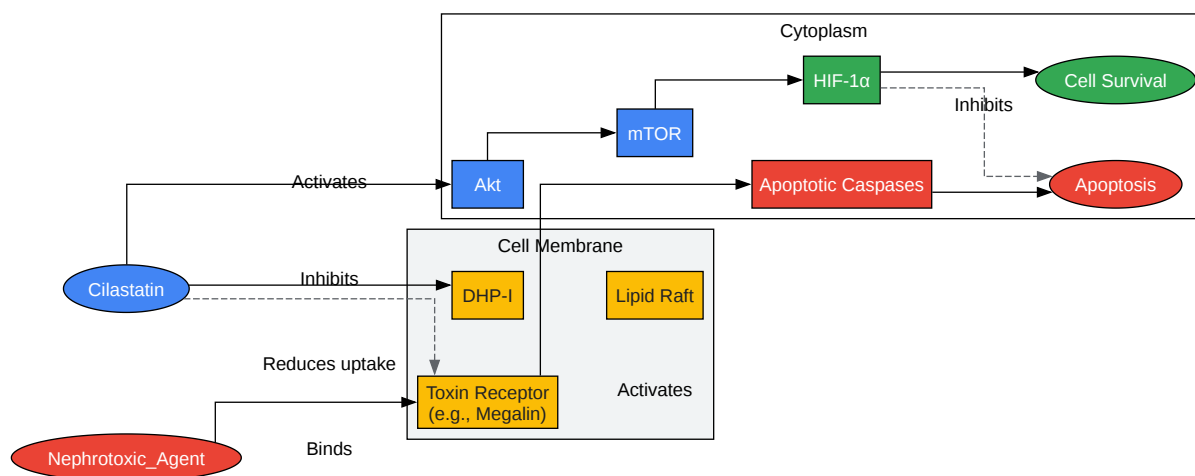 Cytoplasm
HIF-1α
Cell Survival
Inhibits
mTOR
Activates
Akt
Apoptotic Caspases
Apoptosis
Cell Membrane
Cilastatin
Inhibits
DHP-I
Lipid Raft
Reduces uptake
Toxin Receptor
(e.g., Megalin)
Activates
Binds
Nephrotoxic_Agent